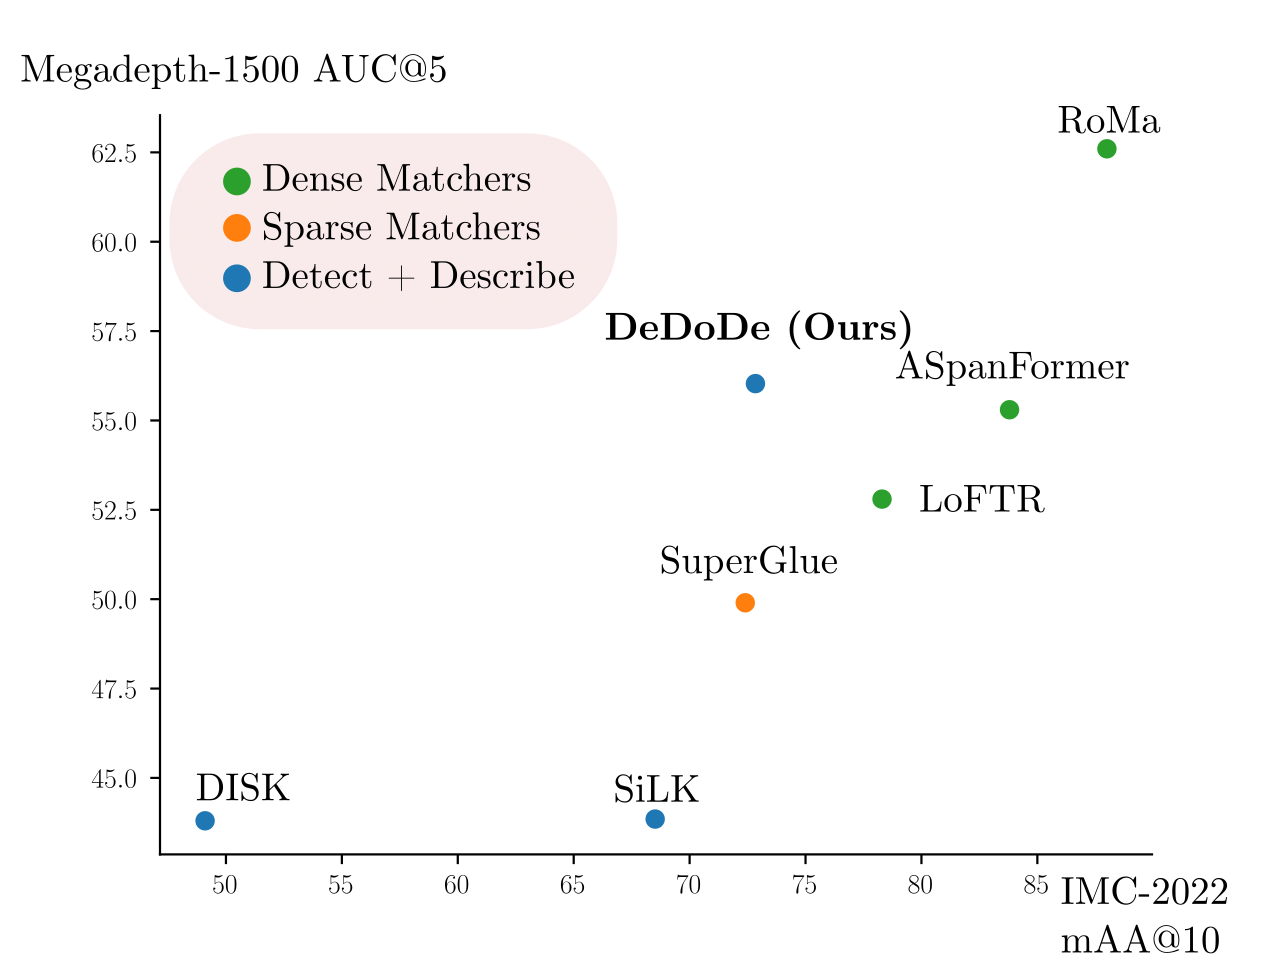 Megadepth-1500 AUC@5
RoMa
62.5
Dense Matchers
Sparse Matchers
60.0
Detect + Describe
57.5
DeDoDe (Ours)
ASpanFormer
55.0
52.5
LoFTR
SuperGlue
50.0
47.5
45.0
DISK
SiLK
50 55 60 65 70 75 80 85
IMC-2022
mAA@10